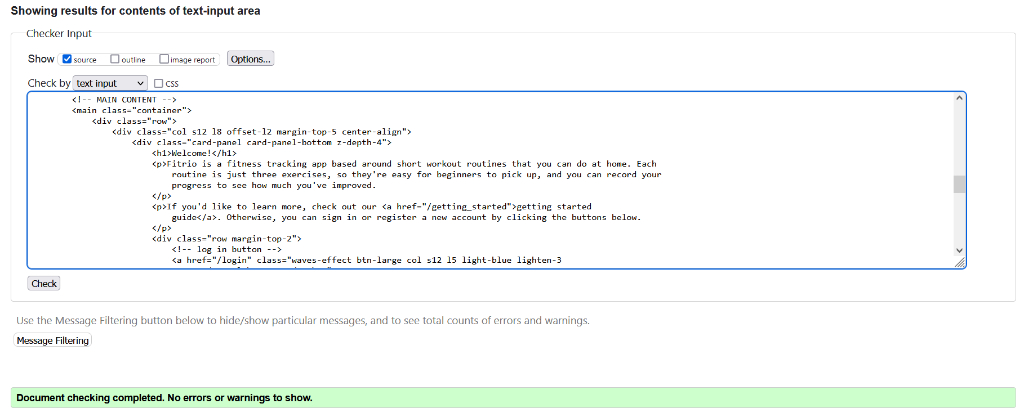 Showing results for contents of text-input area
Checker Input
Show source outline image report Options...
Check by text input css
<!-- MAIN CONTENT -->
<main class="container">
<div class="row">
<div class="col s12 l8 offset-l2 margin-top-5 center-align">
<div class="card-panel card-panel-bottom z-depth-4">
<h1>Welcome!</h1>
<p>Fitrio is a fitness tracking app based around short workout routines that you can do at home. Each
routine is just three exercises, so they're easy for beginners to pick up, and you can record your
progress to see how much you've improved.
</p>
<p>If you'd like to learn more, check out our <a href="/getting_started">getting started
guide</a>. Otherwise, you can sign in or register a new account by clicking the buttons below.
</p>
<div class="row margin-top-2">
<!-- log in button -->
<a href="/login" class="waves-effect btn-large col s12 l5 light-blue lighten-3
Check
Use the Message Filtering button below to hide/show particular messages, and to see total counts of errors and warnings.
Message Filtering
Document checking completed. No errors or warnings to show.